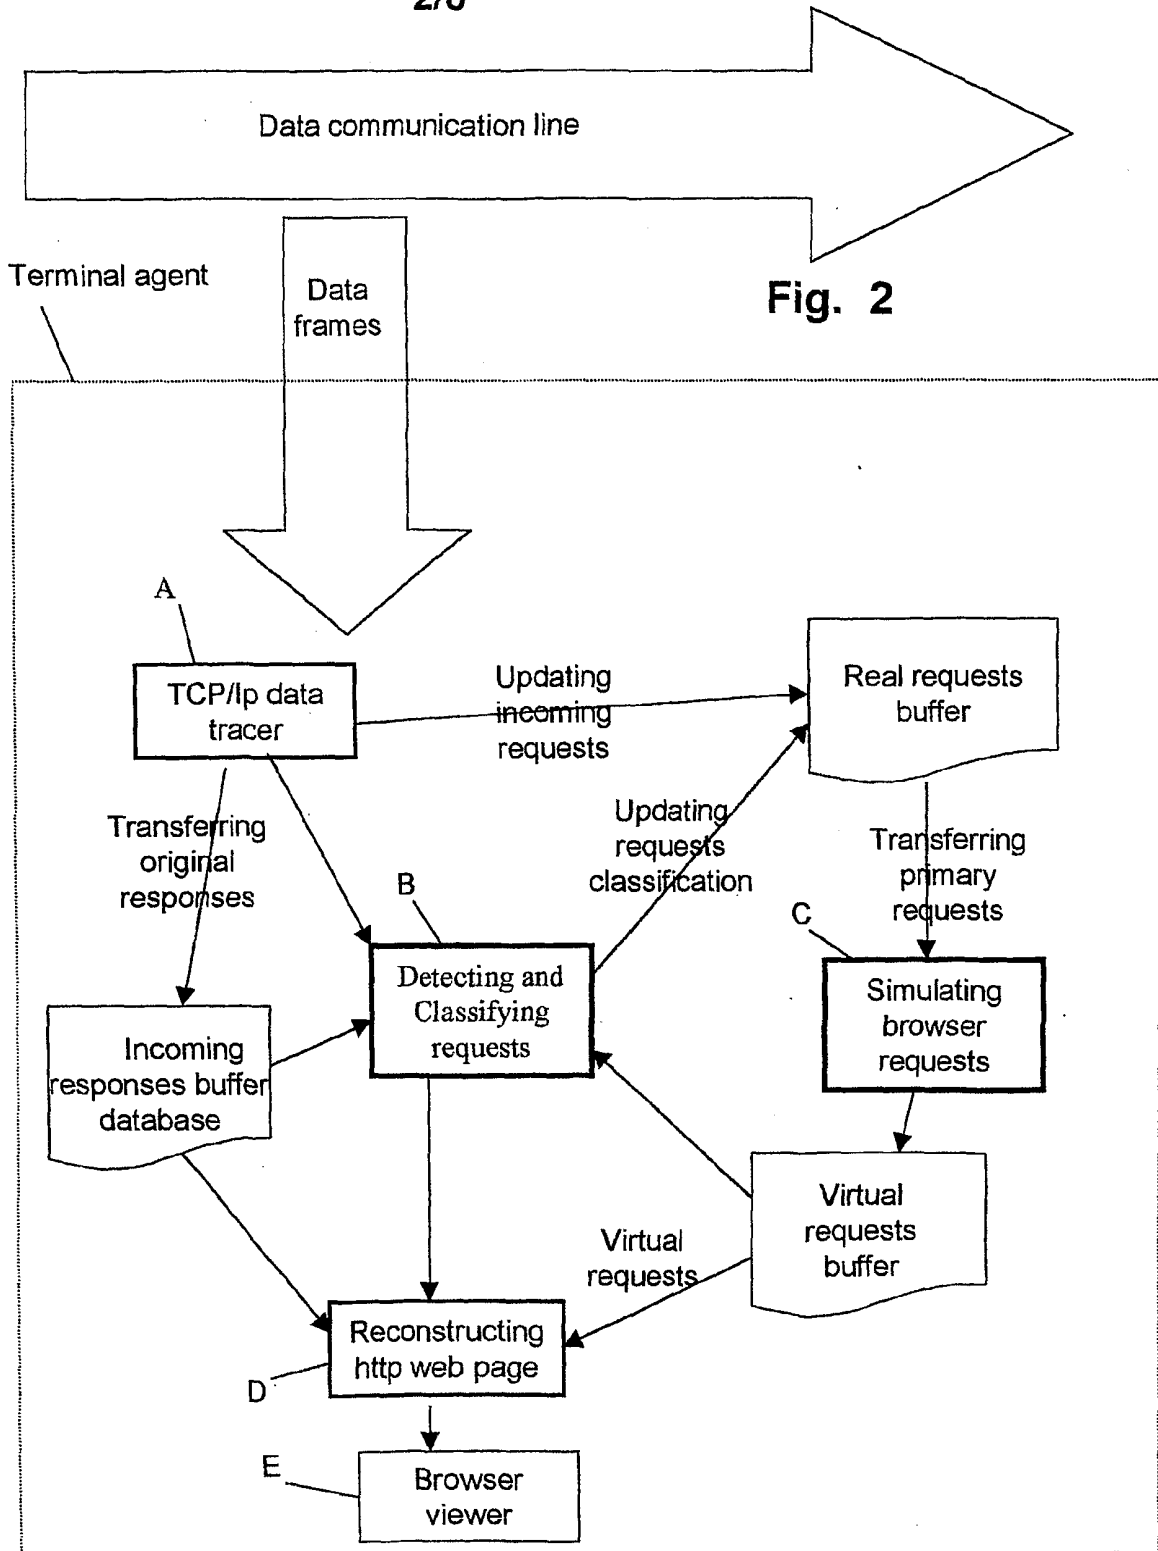 Data communication line
Terminal agent
Data
frames
Fig. 2
A
TCP/Ip data
tracer
Updating
incoming
requests
Real requests
buffer
Transferring
original
responses
Updating
requests
classification
Transferring
primary
requests
B
C
Detecting and
Classifying
requests
Simulating
browser
requests
Incoming
responses buffer
database
Virtual
requests
buffer
Virtual
requests
Reconstructing
http web page
D
E
Browser
viewer